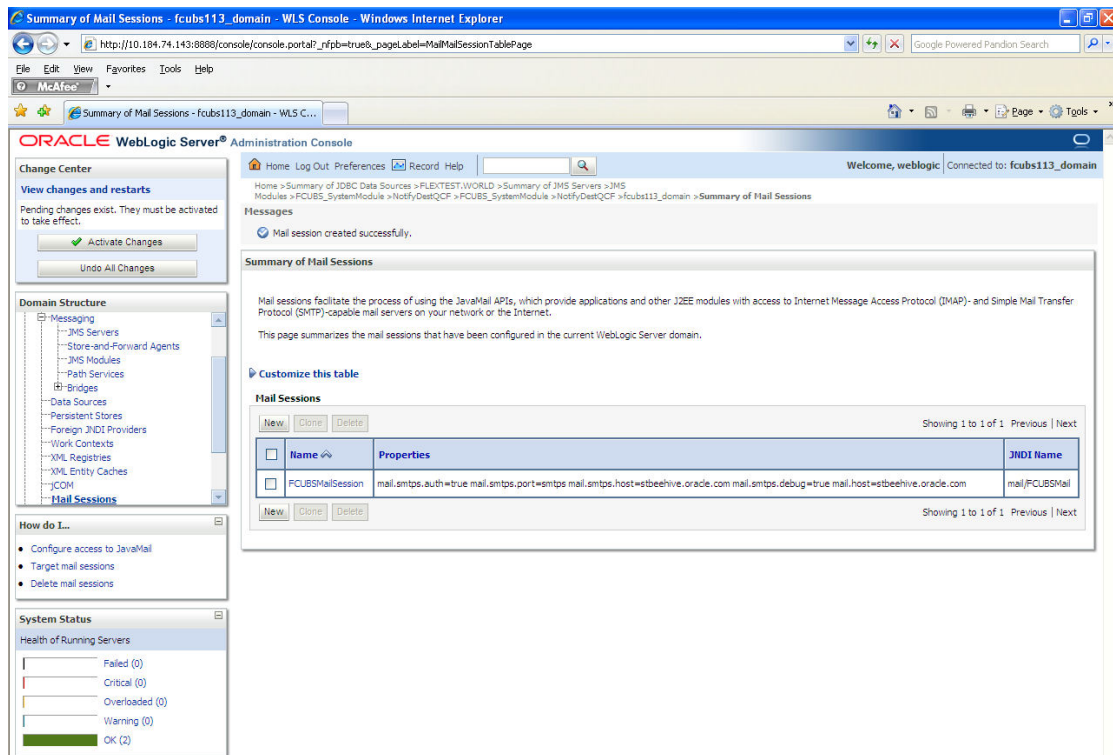 Summary of Mail Sessions - fcubs113_domain - WLS Console - Windows Internet Explorer
http://10.184.74.143:8888/console/console.portal?_nfpb=true&_pageLabel=MailMailSessionTablePage
Google Powered Pandion Search
File Edit View Favorites Tools Help
McAfee
Summary of Mail Sessions - fcubs113_domain - WLS C...
Page Tools
ORACLE WebLogic Server® Administration Console
Change Center
View changes and restarts
Pending changes exist. They must be activated
to take effect.
Activate Changes
Undo All Changes
Domain Structure
Messaging
JMS Servers
Store-and-Forward Agents
JMS Modules
Path Services
Bridges
Data Sources
Persistent Stores
Foreign JNDI Providers
Work Contexts
XML Registries
XML Entity Caches
jCOM
Mail Sessions
How do I...
Configure access to JavaMail
Target mail sessions
Delete mail sessions
System Status
Health of Running Servers
Failed (0)
Critical (0)
Overloaded (0)
Warning (0)
OK (2)
Home Log Out Preferences Record Help
Welcome, weblogic Connected to: fcubs113_domain
Home >Summary of JDBC Data Sources >FLEXTEST.WORLD >Summary of JMS Servers >JMS
Modules >FCUBS_SystemModule >NotifyDestQCF >FCUBS_SystemModule >NotifyDestQCF >fcubs113_domain >Summary of Mail Sessions
Messages
Mail session created successfully.
Summary of Mail Sessions
Mail sessions facilitate the process of using the JavaMail APIs, which provide applications and other J2EE modules with access to Internet Message Access Protocol (IMAP)- and Simple Mail Transfer
Protocol (SMTP)-capable mail servers on your network or the Internet.
This page summarizes the mail sessions that have been configured in the current WebLogic Server domain.
Customize this table
Mail Sessions
New Clone Delete Showing 1 to 1 of 1 Previous | Next
Name Properties JNDI Name
FCUBSMailSession mail.smtps.auth=true mail.smtps.port=smtps mail.smtps.host=stbeehive.oracle.com mail.smtps.debug=true mail.host=stbeehive.oracle.com mail/FCUBSMail
New Clone Delete Showing 1 to 1 of 1 Previous | Next